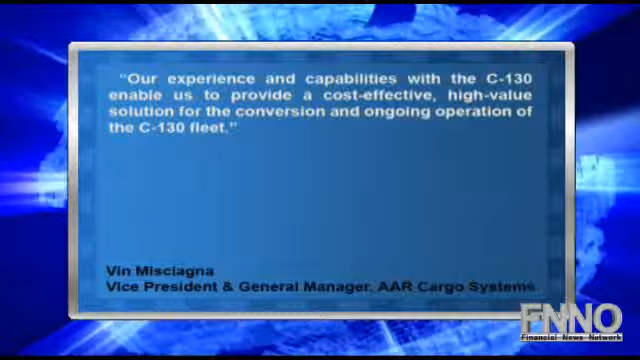 "Our experience and capabilities with the C-130
enable us to provide a cost-effective, high-value
solution for the conversion and ongoing operation of
the C-130 fleet."
Vin Misciagna
Vice President & General Manager, AAR Cargo Systems
FNNO
Financial News Network